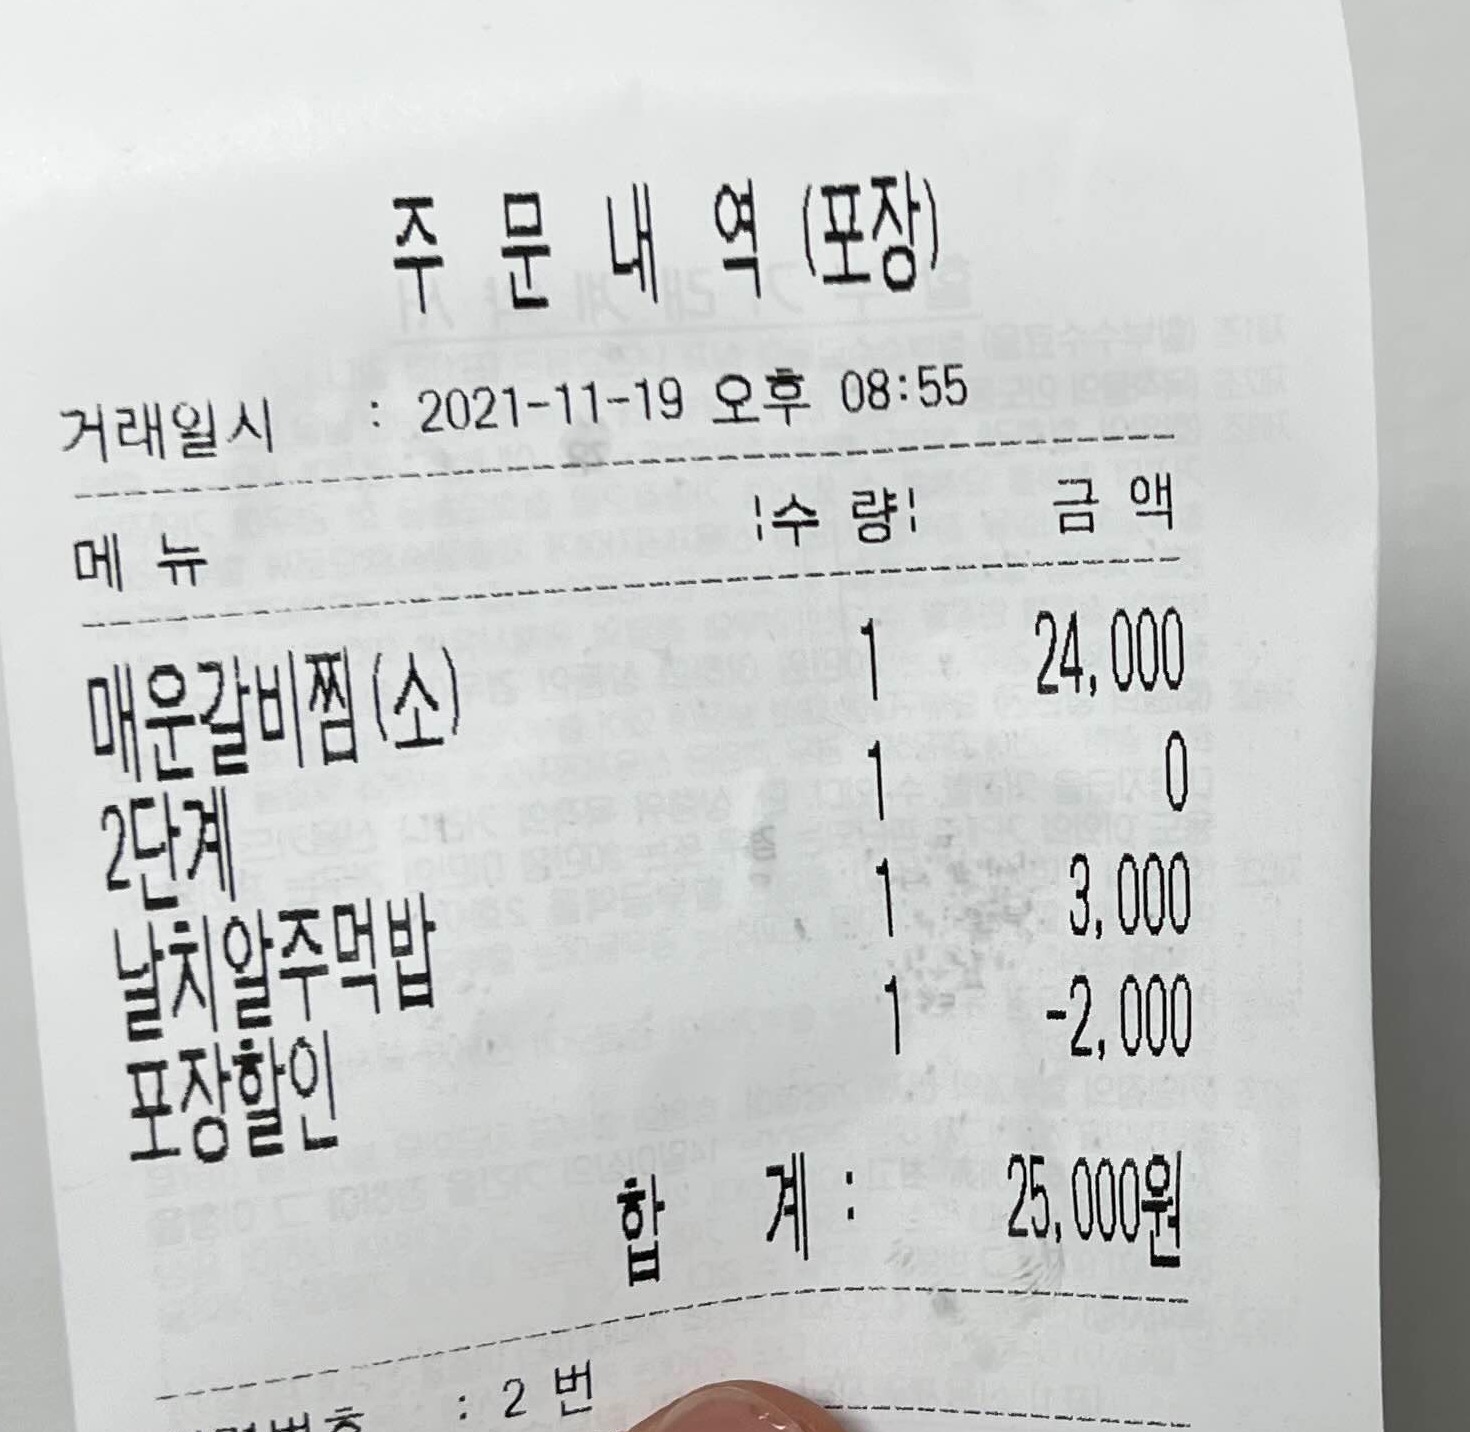 주 문 내 역 (포장)
거래일시 : 2021-11-19 오후 08:55
메 뉴 ¦수 량¦ 금 액
매운갈비찜(소) 1 24,000
2단계 1 0
날치알주먹밥 1 3,000
포장할인 1 -2,000
합 계 : 25,000원
: 2 번